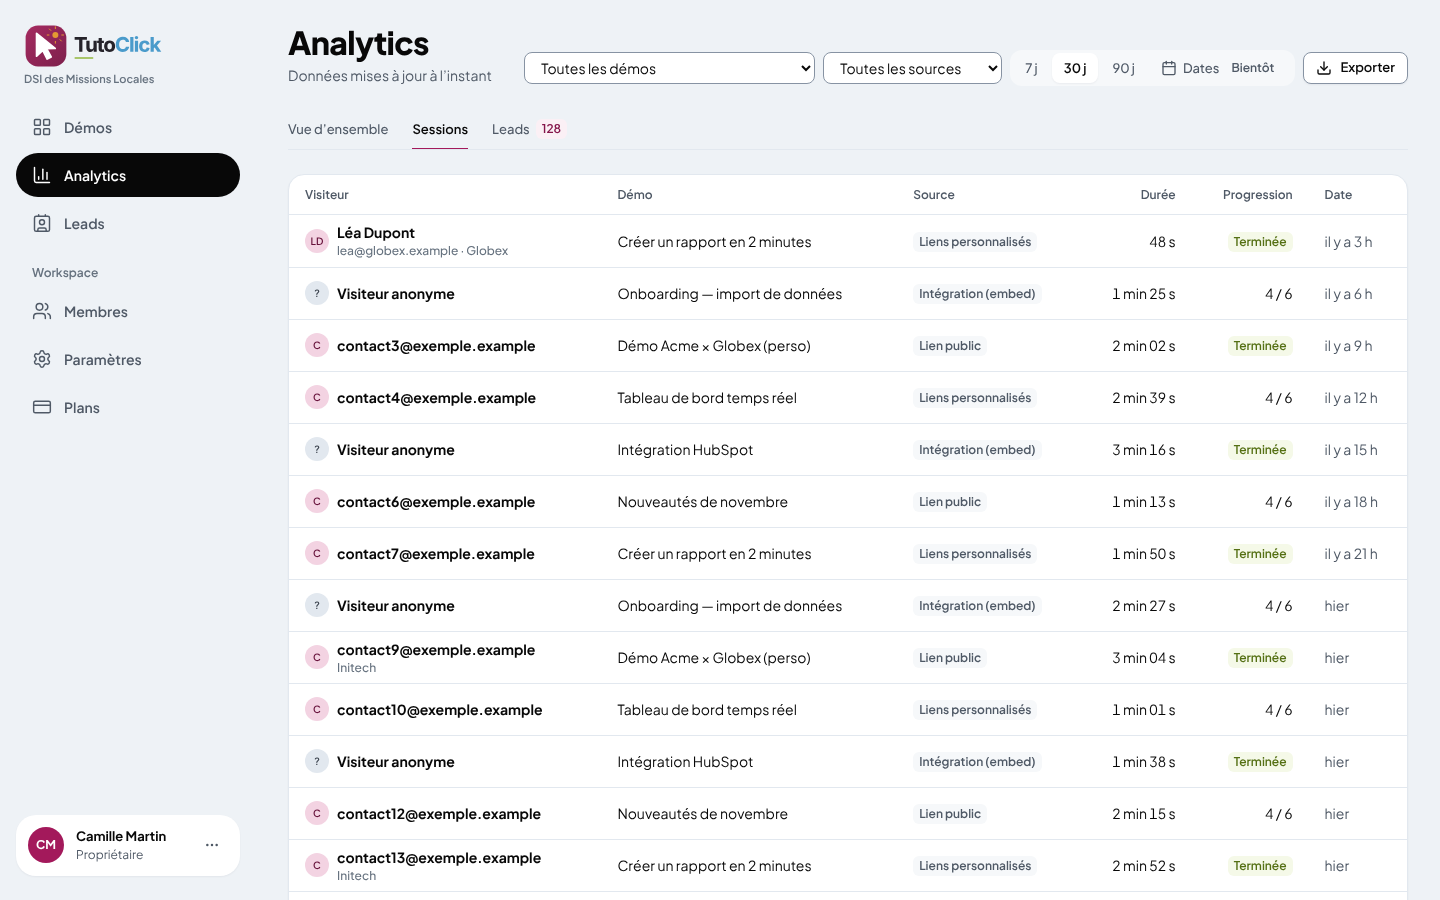 TutoClick
DSI des Missions Locales
Démos
Analytics
Leads
Workspace
Membres
Paramètres
Plans
CM
Camille Martin
Propriétaire
Analytics
Données mises à jour à l'instant
Toutes les démos
Toutes les sources
7 j
30 j
90 j
Dates
Bientôt
Exporter
Vue d'ensemble
Sessions
Leads 128
Visiteur Démo Source Durée Progression Date
LD Léa Dupont Créer un rapport en 2 minutes Liens personnalisés 48 s Terminée il y a 3 h
lea@globex.example · Globex
? Visiteur anonyme Onboarding — import de données Intégration (embed) 1 min 25 s 4 / 6 il y a 6 h
C contact3@exemple.example Démo Acme × Globex (perso) Lien public 2 min 02 s Terminée il y a 9 h
C contact4@exemple.example Tableau de bord temps réel Liens personnalisés 2 min 39 s 4 / 6 il y a 12 h
? Visiteur anonyme Intégration HubSpot Intégration (embed) 3 min 16 s Terminée il y a 15 h
C contact6@exemple.example Nouveautés de novembre Lien public 1 min 13 s 4 / 6 il y a 18 h
C contact7@exemple.example Créer un rapport en 2 minutes Liens personnalisés 1 min 50 s Terminée il y a 21 h
? Visiteur anonyme Onboarding — import de données Intégration (embed) 2 min 27 s 4 / 6 hier
C contact9@exemple.example Démo Acme × Globex (perso) Lien public 3 min 04 s Terminée hier
Initech
C contact10@exemple.example Tableau de bord temps réel Liens personnalisés 1 min 01 s 4 / 6 hier
? Visiteur anonyme Intégration HubSpot Intégration (embed) 1 min 38 s Terminée hier
C contact12@exemple.example Nouveautés de novembre Lien public 2 min 15 s 4 / 6 hier
C contact13@exemple.example Créer un rapport en 2 minutes Liens personnalisés 2 min 52 s Terminée hier
Initech